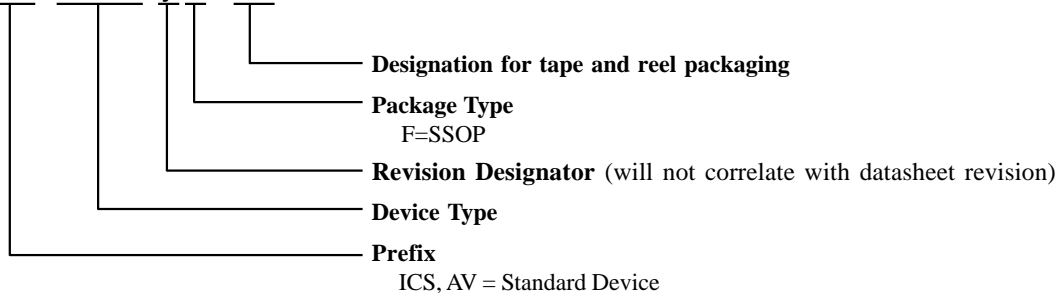 Designation for tape and reel packaging
Package Type
F=SSOP
Revision Designator (will not correlate with datasheet revision)
Device Type
Prefix
ICS, AV = Standard Device